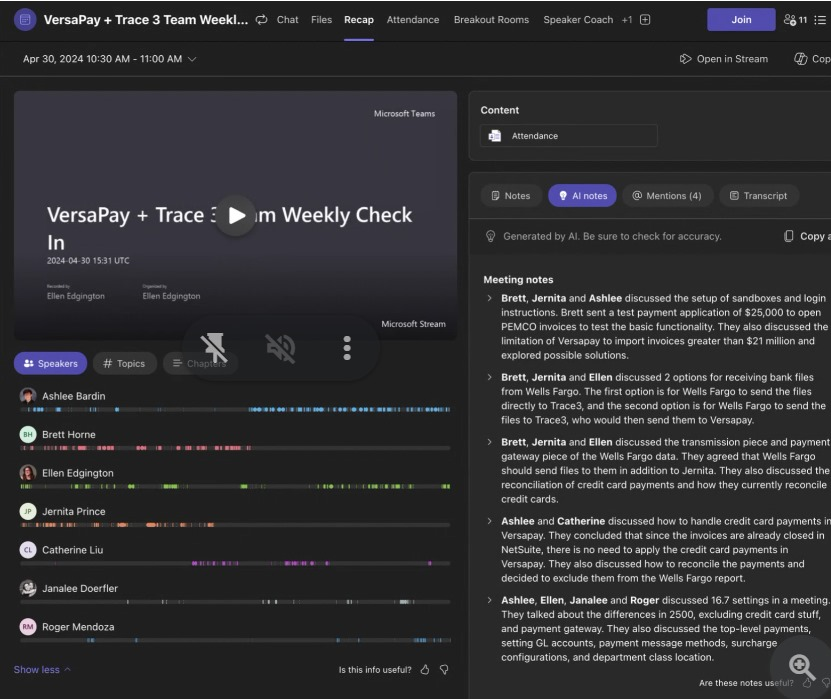 VersaPay + Trace 3 Team Weekl...
Chat
Files
Recap
Attendance
Breakout Rooms
Speaker Coach
+1
Join
11
Apr 30, 2024 10:30 AM - 11:00 AM
Open in Stream
Cop
Microsoft Teams
VersaPay + Trace 3 am Weekly Check
In
2024-04-30 15:31 UTC
Recorded by
Organized by
Ellen Edgington
Ellen Edgington
Microsoft Stream
Speakers
# Topics
Chapters
Ashlee Bardin
BH
Brett Horne
Ellen Edgington
JP
Jernita Prince
CL
Catherine Liu
Janalee Doerfler
RM
Roger Mendoza
Show less
Is this info useful?
Content
Attendance
Notes
AI notes
@ Mentions (4)
Transcript
Generated by AI. Be sure to check for accuracy.
Copy a
Meeting notes
Brett, Jernita and Ashlee discussed the setup of sandboxes and login
instructions. Brett sent a test payment application of $25,000 to open
PEMCO invoices to test the basic functionality. They also discussed the
limitation of Versapay to import invoices greater than $21 million and
explored possible solutions.
Brett, Jernita and Ellen discussed 2 options for receiving bank files
from Wells Fargo. The first option is for Wells Fargo to send the files
directly to Trace3, and the second option is for Wells Fargo to send the
files to Trace3, who would then send them to Versapay.
Brett, Jernita and Ellen discussed the transmission piece and payment
gateway piece of the Wells Fargo data. They agreed that Wells Fargo
should send files to them in addition to Jernita. They also discussed the
reconciliation of credit card payments and how they currently reconcile
credit cards.
Ashlee and Catherine discussed how to handle credit card payments in
Versapay. They concluded that since the invoices are already closed in
NetSuite, there is no need to apply the credit card payments in
Versapay. They also discussed how to reconcile the payments and
decided to exclude them from the Wells Fargo report.
Ashlee, Ellen, Janalee and Roger discussed 16.7 settings in a meeting.
They talked about the differences in 2500, excluding credit card stuff,
and payment gateway. They also discussed the top-level payments,
setting GL accounts, payment message methods, surcharge
configurations, and department class location.
Are these notes useful?